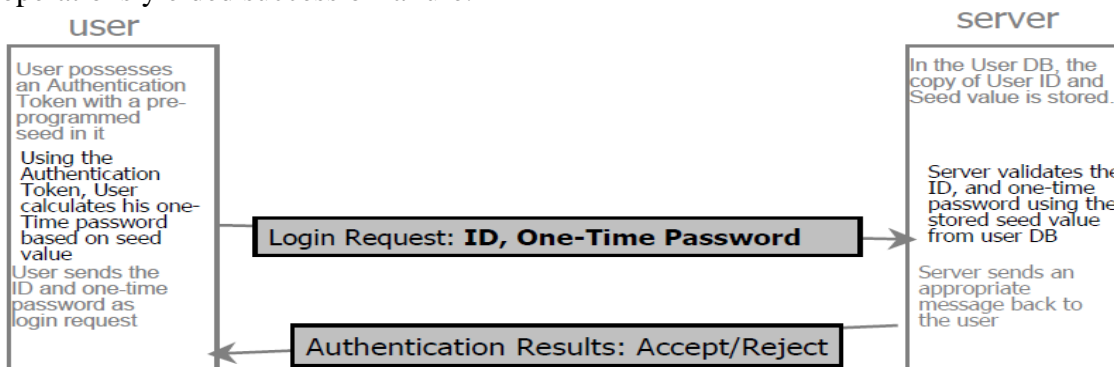 operations yielded success or failure.
user
server
User possesses
an Authentication
Token with a pre-
programmed
seed in it
Using the
Authentication
Token, User
calculates his one-
Time password
based on seed
value
User sends the
ID and one-time
password as
login request
Login Request: ID, One-Time Password
Authentication Results: Accept/Reject
In the User DB, the
copy of User ID and
Seed value is stored.
Server validates the
ID, and one-time
password using the
stored seed value
from user DB
Server sends an
appropriate
message back to
the user